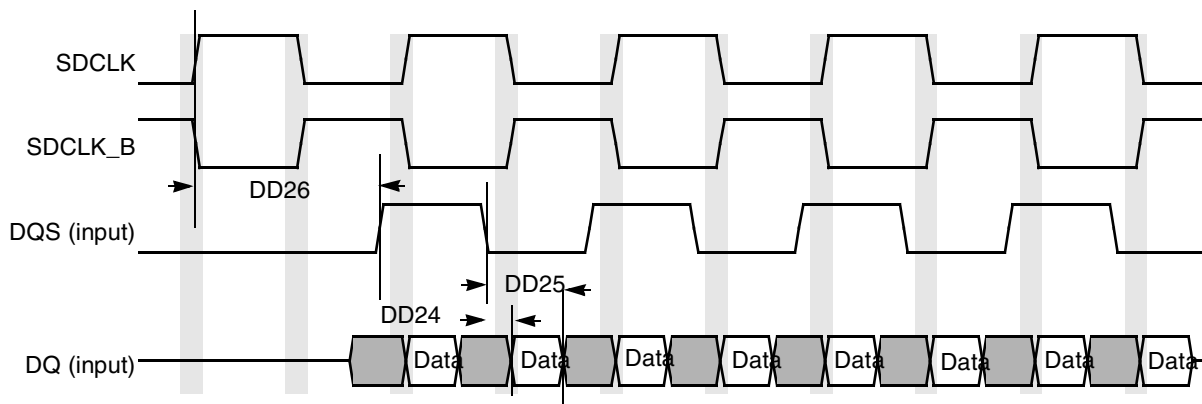 SDCLK
SDCLK_B
DD26
DQS (input)
DD25
DD24
DQ (input)
Data Data Data Data Data Data Data Data